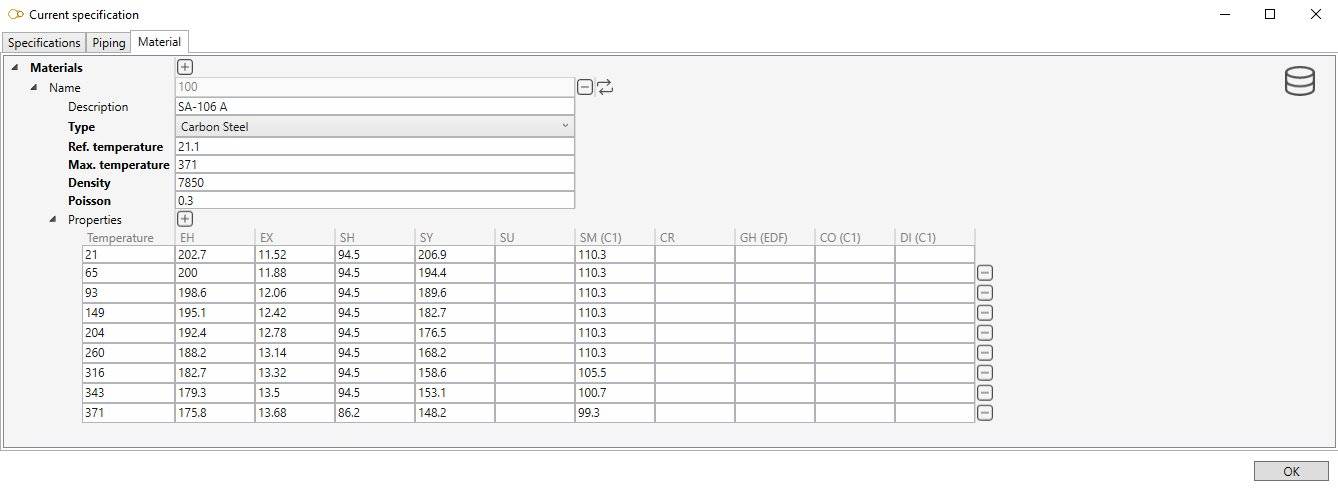 Current specification
Specifications Piping Material
Materials
Name 100
Description SA-106 A
Type Carbon Steel
Ref. temperature 21.1
Max. temperature 371
Density 7850
Poisson 0.3
Properties
Temperature EH EX SH SY SU SM (C1) CR GH (EDF) CO (C1) DI (C1)
21 202.7 11.52 94.5 206.9 110.3
65 200 11.88 94.5 194.4 110.3
93 198.6 12.06 94.5 189.6 110.3
149 195.1 12.42 94.5 182.7 110.3
204 192.4 12.78 94.5 176.5 110.3
260 188.2 13.14 94.5 168.2 110.3
316 182.7 13.32 94.5 158.6 105.5
343 179.3 13.5 94.5 153.1 100.7
371 175.8 13.68 86.2 148.2 99.3
OK